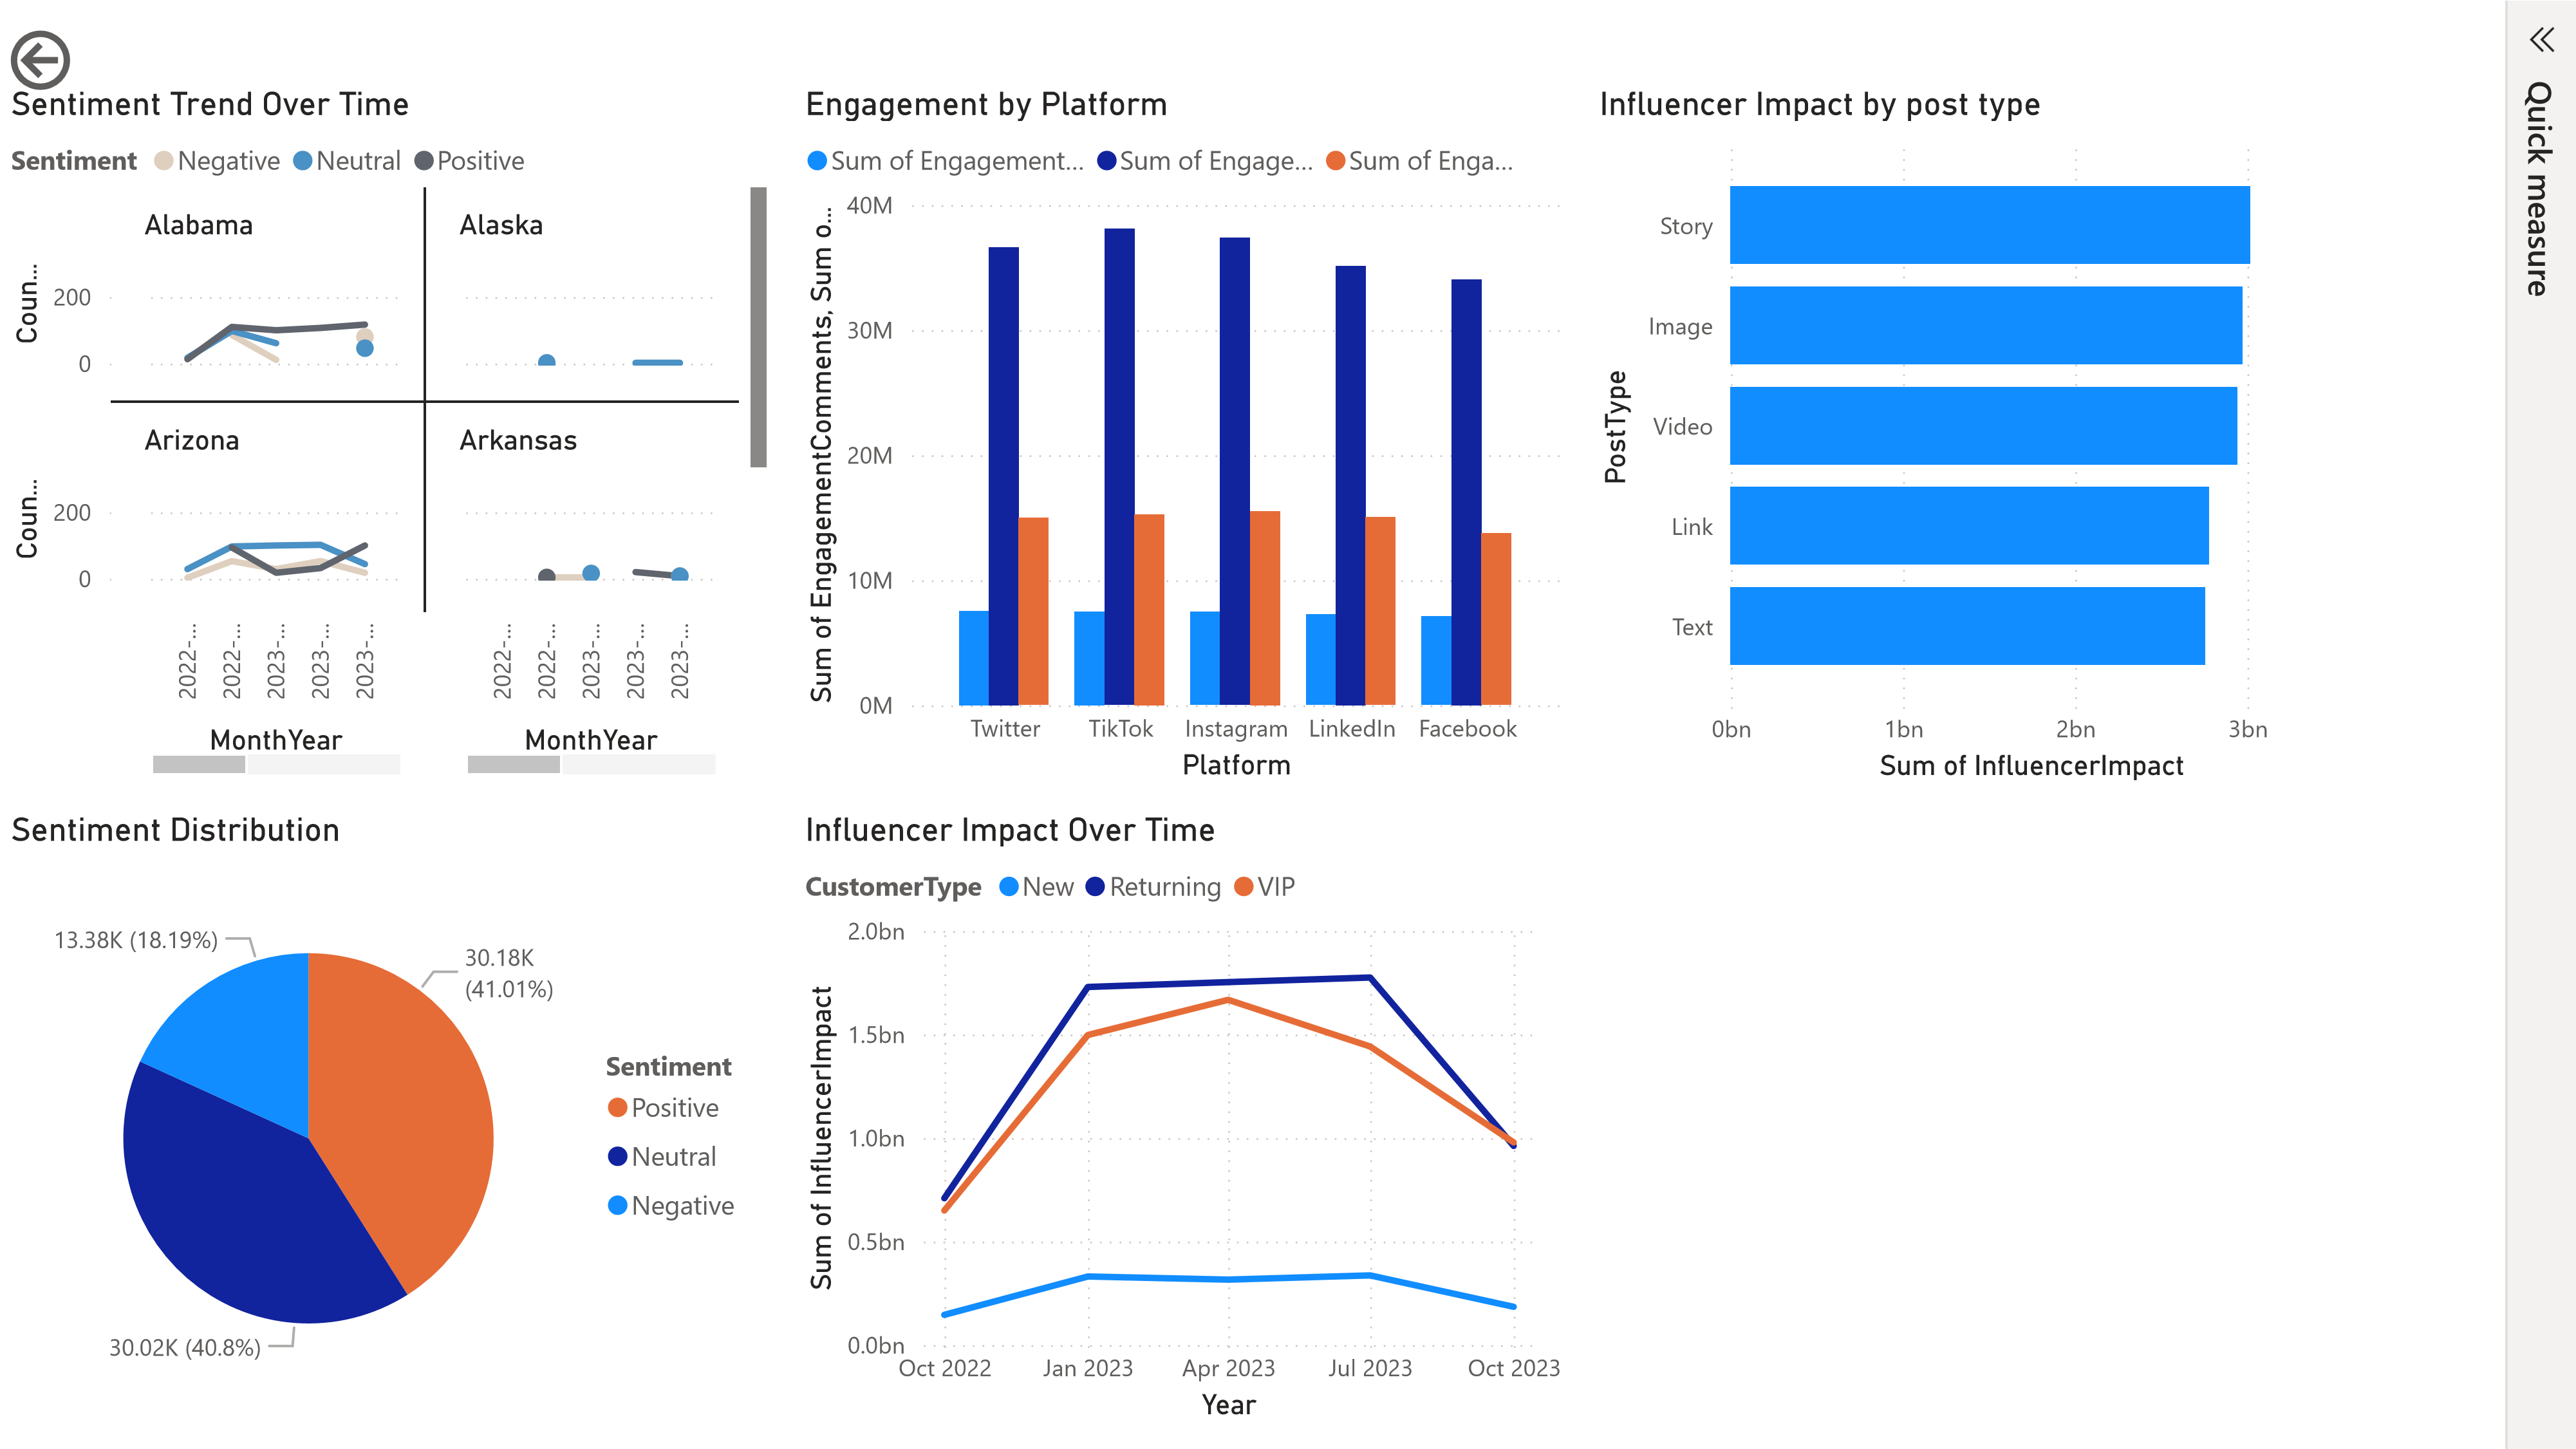 Sentiment Trend Over Time
Sentiment Negative Neutral Positive
Alabama
Alaska
Coun...
200
0
Arizona
Arkansas
Coun...
200
0
2022-...
2022-...
2023-...
2023-...
2023-...
2022-...
2022-...
2023-...
2023-...
2023-...
MonthYear
MonthYear
Engagement by Platform
Sum of Engagement... Sum of Engage... Sum of Enga...
Sum of EngagementComments, Sum o...
40M
30M
20M
10M
0M
Twitter TikTok Instagram LinkedIn Facebook
Platform
Influencer Impact by post type
PostType
Story
Image
Video
Link
Text
0bn 1bn 2bn 3bn
Sum of InfluencerImpact
Quick measure
Sentiment Distribution
13.38K (18.19%)
30.18K
(41.01%)
30.02K (40.8%)
Sentiment
Positive
Neutral
Negative
Influencer Impact Over Time
CustomerType New Returning VIP
Sum of InfluencerImpact
2.0bn
1.5bn
1.0bn
0.5bn
0.0bn
Oct 2022 Jan 2023 Apr 2023 Jul 2023 Oct 2023
Year